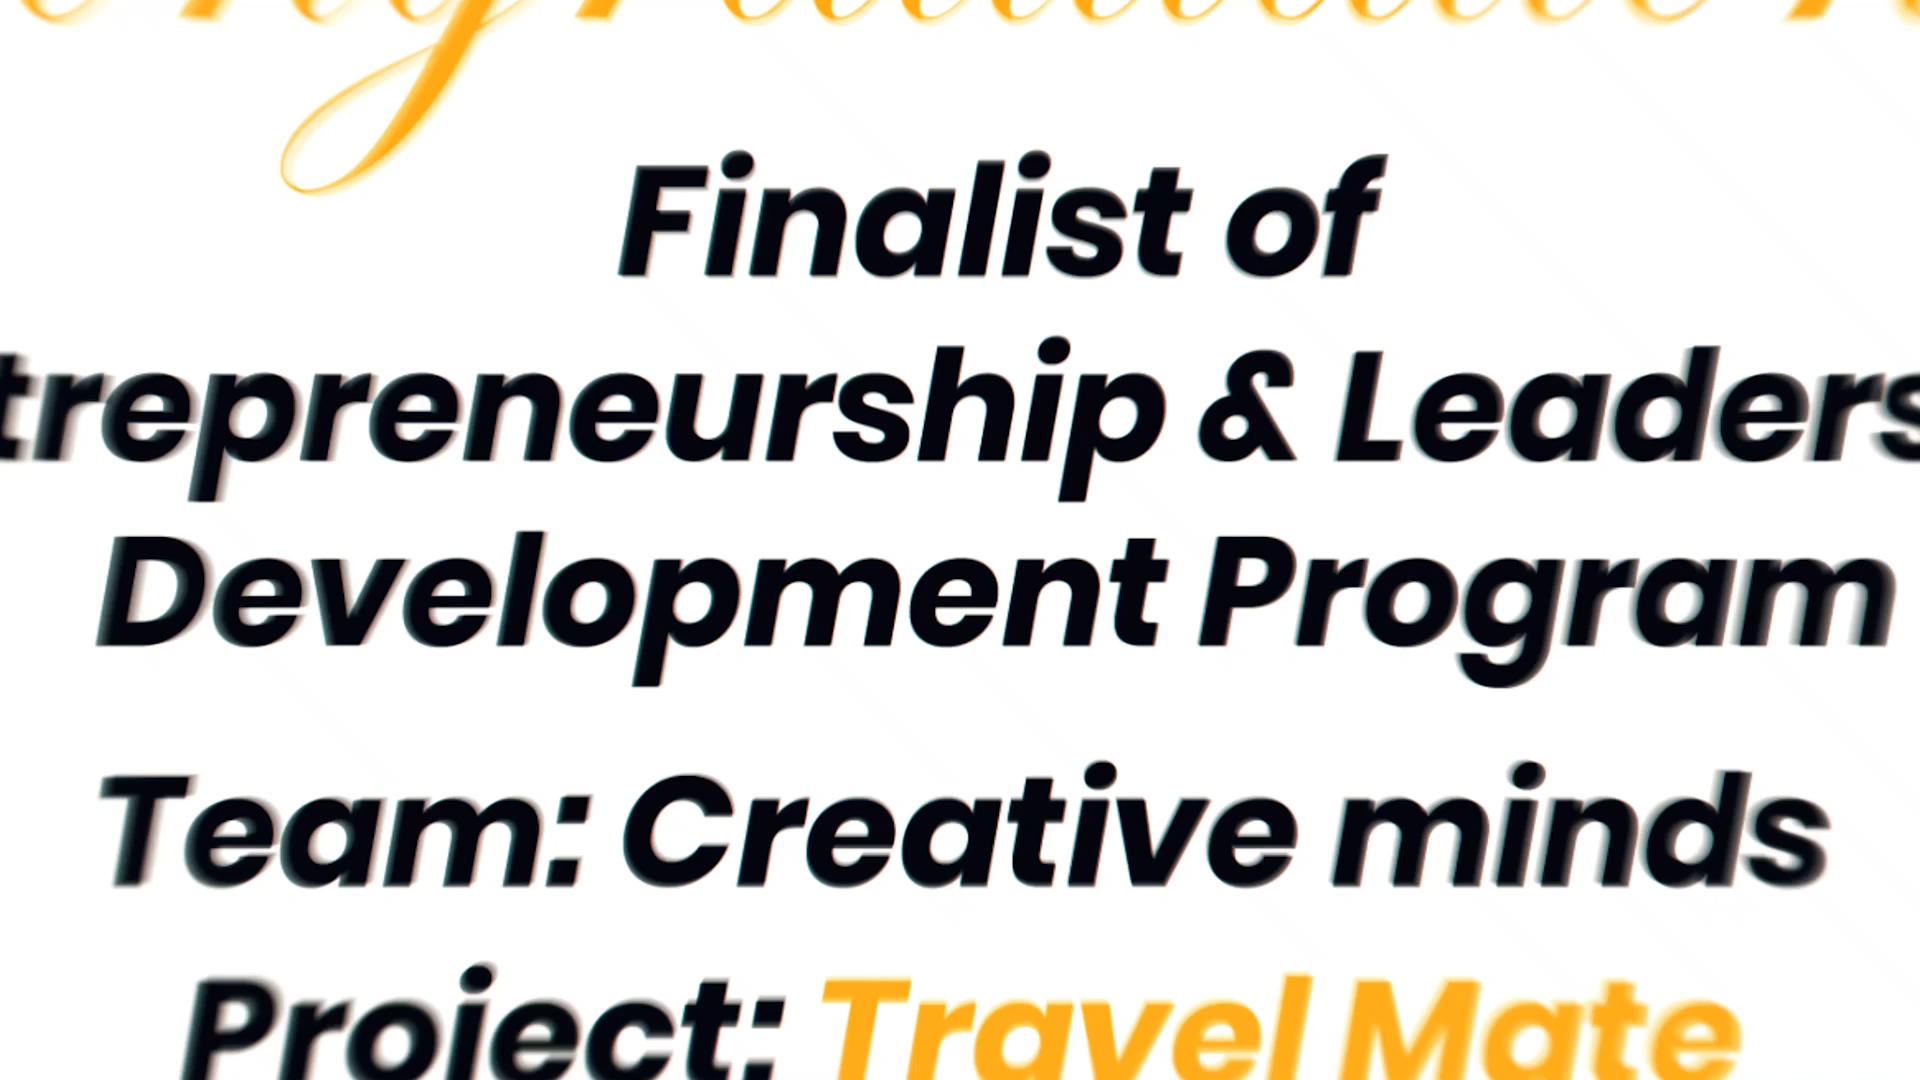 Finalist of
trepreneurship & Leaders
Development Program
Team: Creative minds
Project: Travel Mate